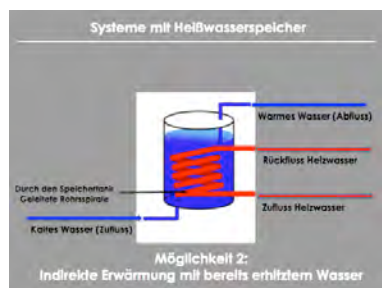 Systeme mit Heißwasserspeicher
Warmes Wasser (Abfluss)
Rückfluss Heizwasser
Durch den Speichertank
Geleitete Rohrspirale
Zufluss Heizwasser
Kaltes Wasser (Zufluss)
Möglichkeit 2:
Indirekte Erwärmung mit bereits erhitztem Wasser